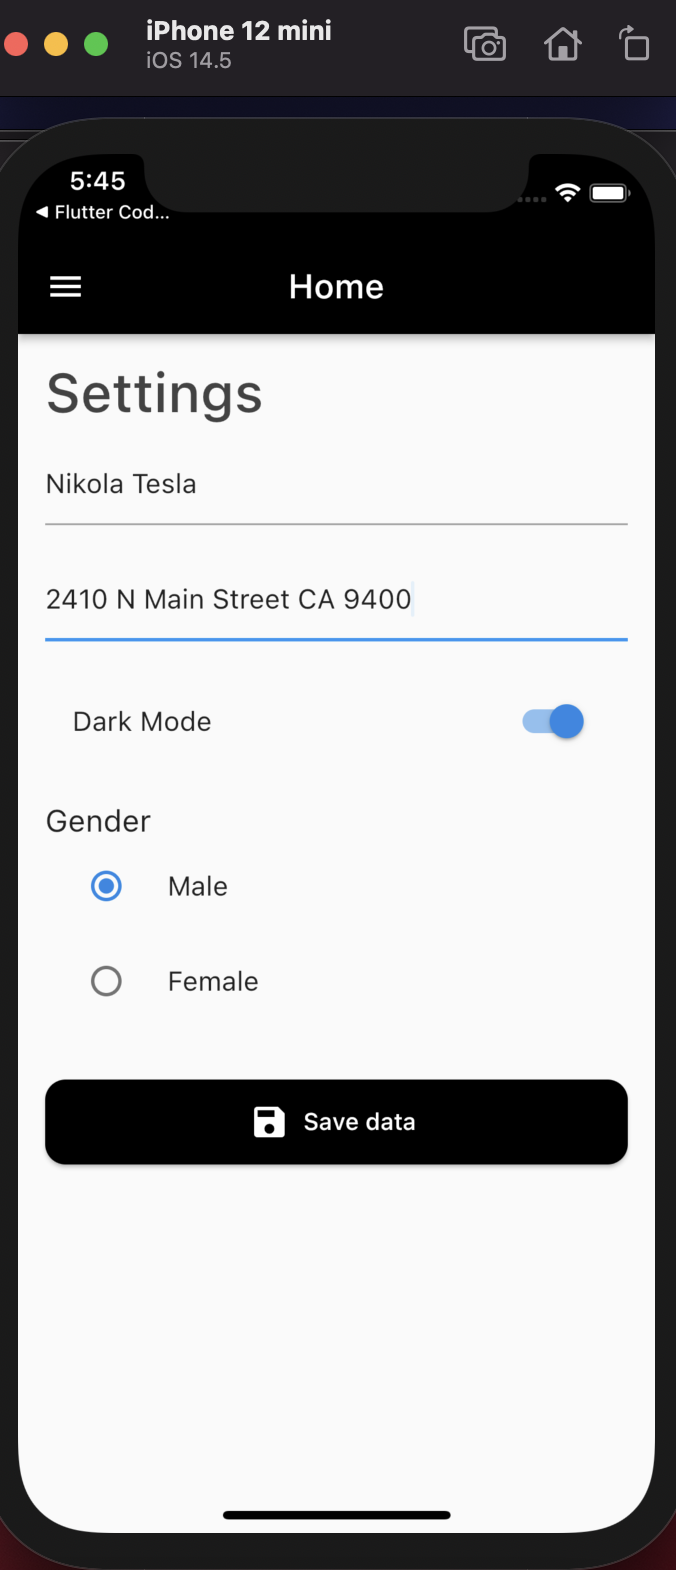 iPhone 12 mini
iOS 14.5
5:45
◀ Flutter Cod...
Home
Settings
Nikola Tesla
2410 N Main Street CA 9400
Dark Mode
Gender
Male
Female
Save data